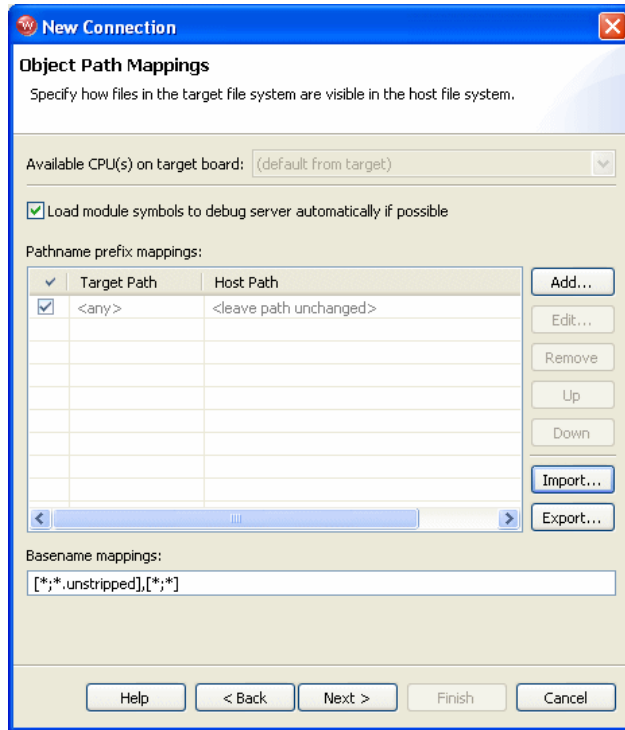 New Connection
Object Path Mappings
Specify how files in the target file system are visible in the host file system.
Available CPU(s) on target board: (default from target)
Load module symbols to debug server automatically if possible
Pathname prefix mappings:
Target Path Host Path Add...
<any> <leave path unchanged>
Edit...
Remove
Up
Down
Import...
Export...
Basename mappings:
[*;*.unstripped],[*;*]
Help < Back Next > Finish Cancel